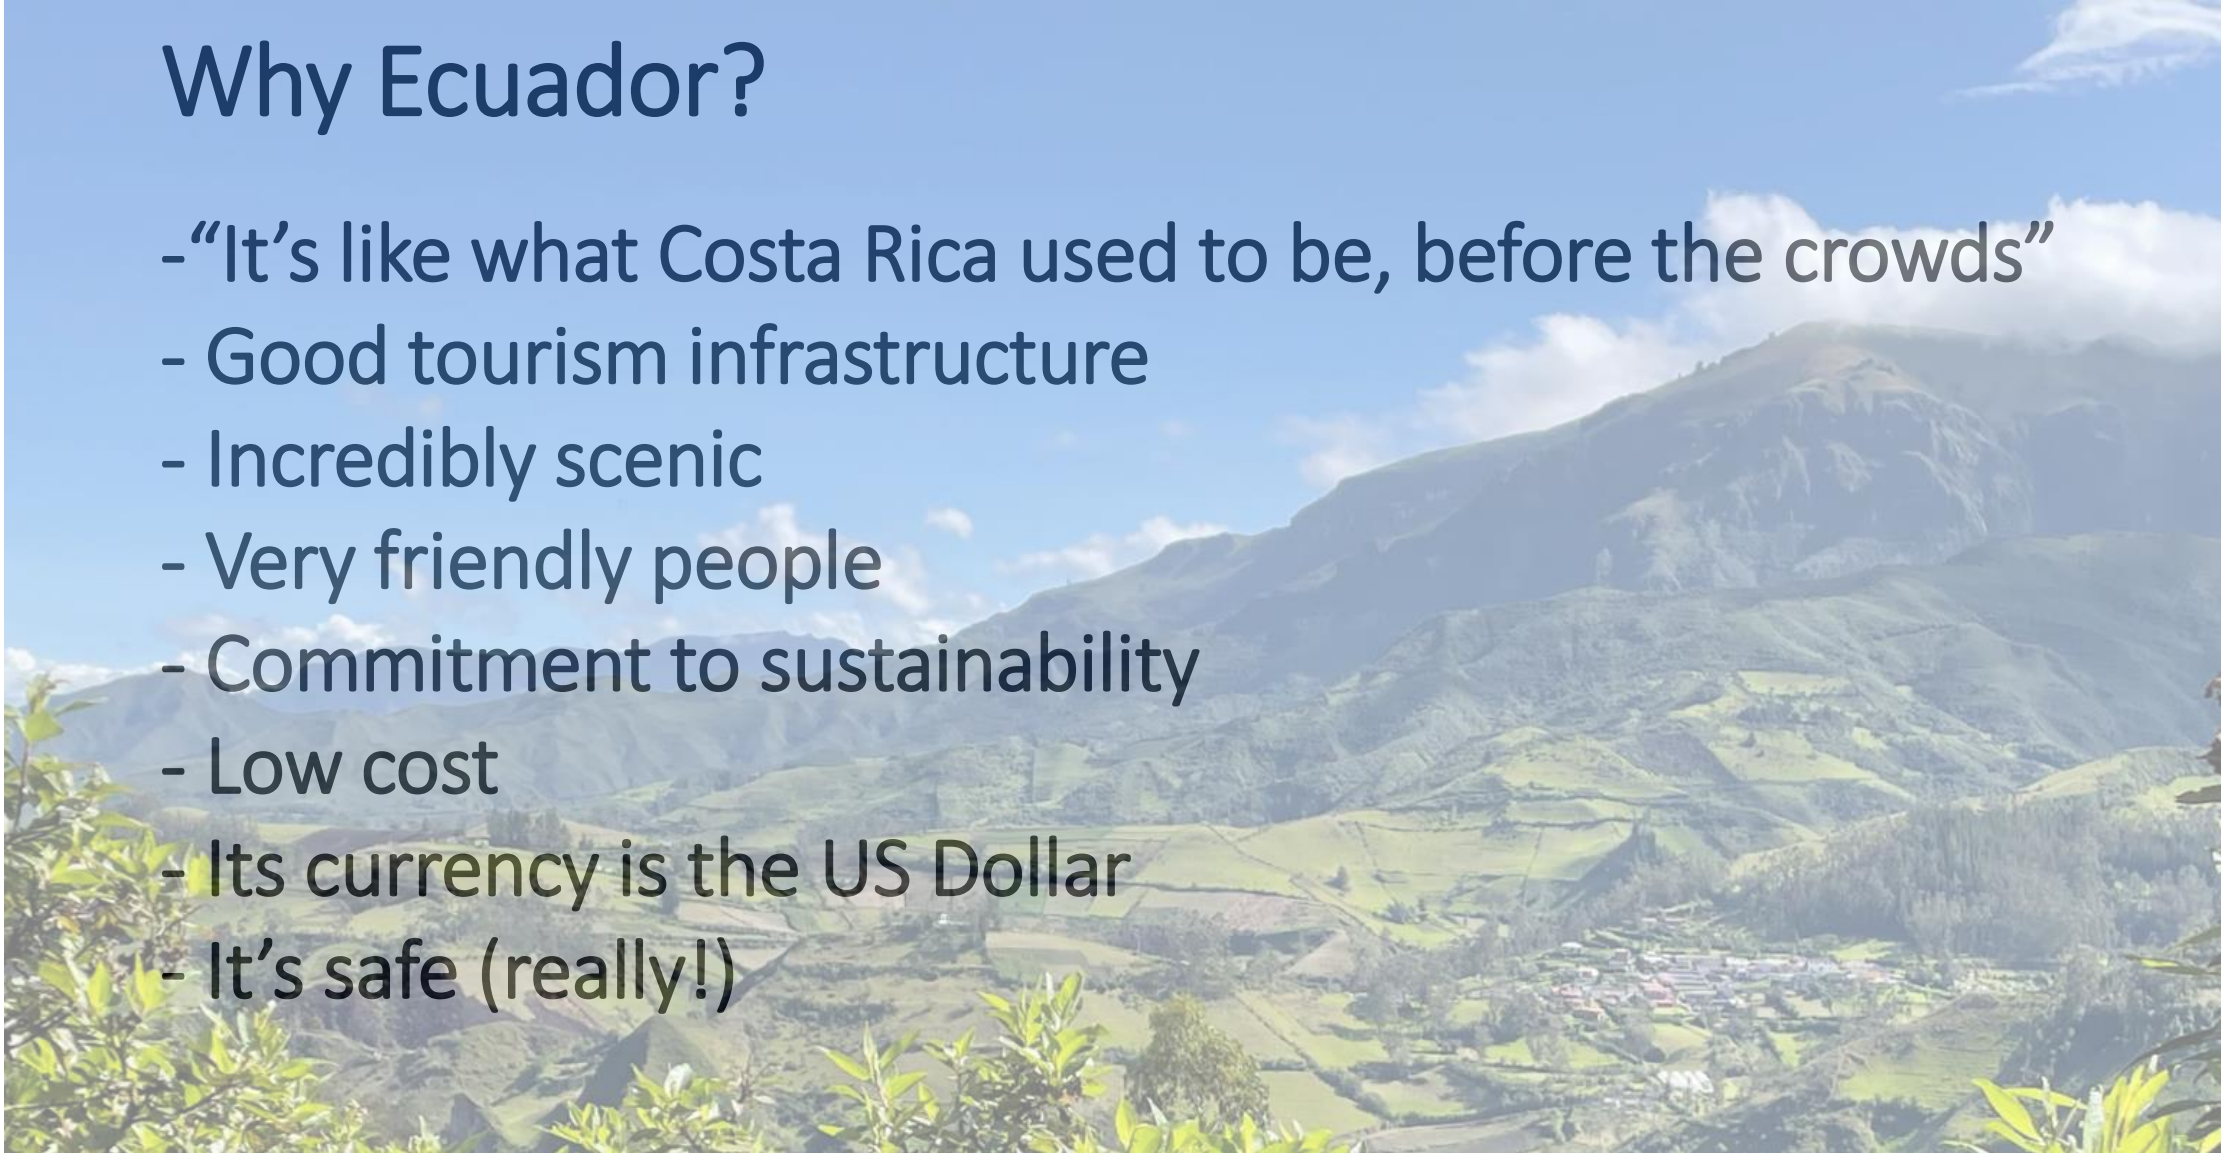 Why Ecuador?
-“It’s like what Costa Rica used to be, before the crowds”
- Good tourism infrastructure
- Incredibly scenic
- Very friendly people
- Commitment to sustainability
- Low cost
- Its currency is the US Dollar
- It’s safe (really!)